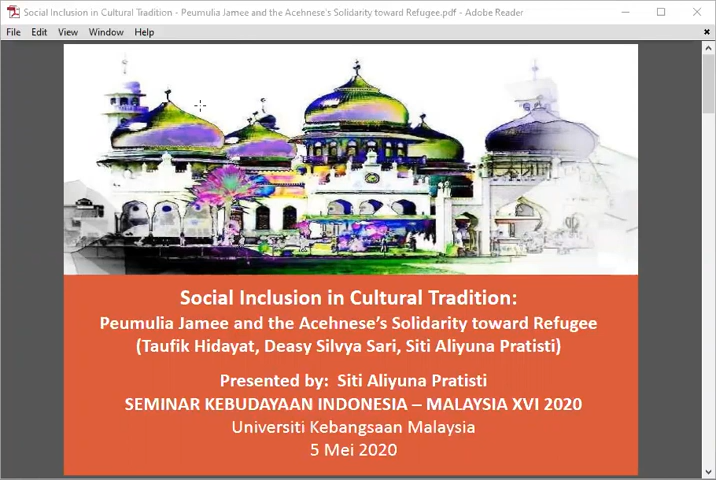 Social Inclusion in Cultural Tradition - Peumulia Jamee and the Acehnese's Solidarity toward Refugee.pdf - Adobe Reader
File Edit View Window Help
Social Inclusion in Cultural Tradition:
Peumulia Jamee and the Acehnese's Solidarity toward Refugee
(Taufik Hidayat, Deasy Silvya Sari, Siti Aliyuna Pratisti)
Presented by: Siti Aliyuna Pratisti
SEMINAR KEBUDAYAAN INDONESIA – MALAYSIA XVI 2020
Universiti Kebangsaan Malaysia
5 Mei 2020